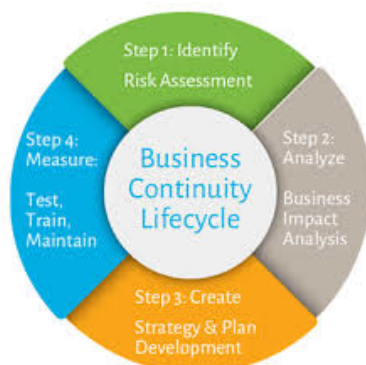 Step 1: Identify
Risk Assessment
Step 2:
Analyze
Business
Impact
Analysis
Step 3: Create
Strategy & Plan
Development
Step 4:
Measure:
Test,
Train,
Maintain
Business
Continuity
Lifecycle